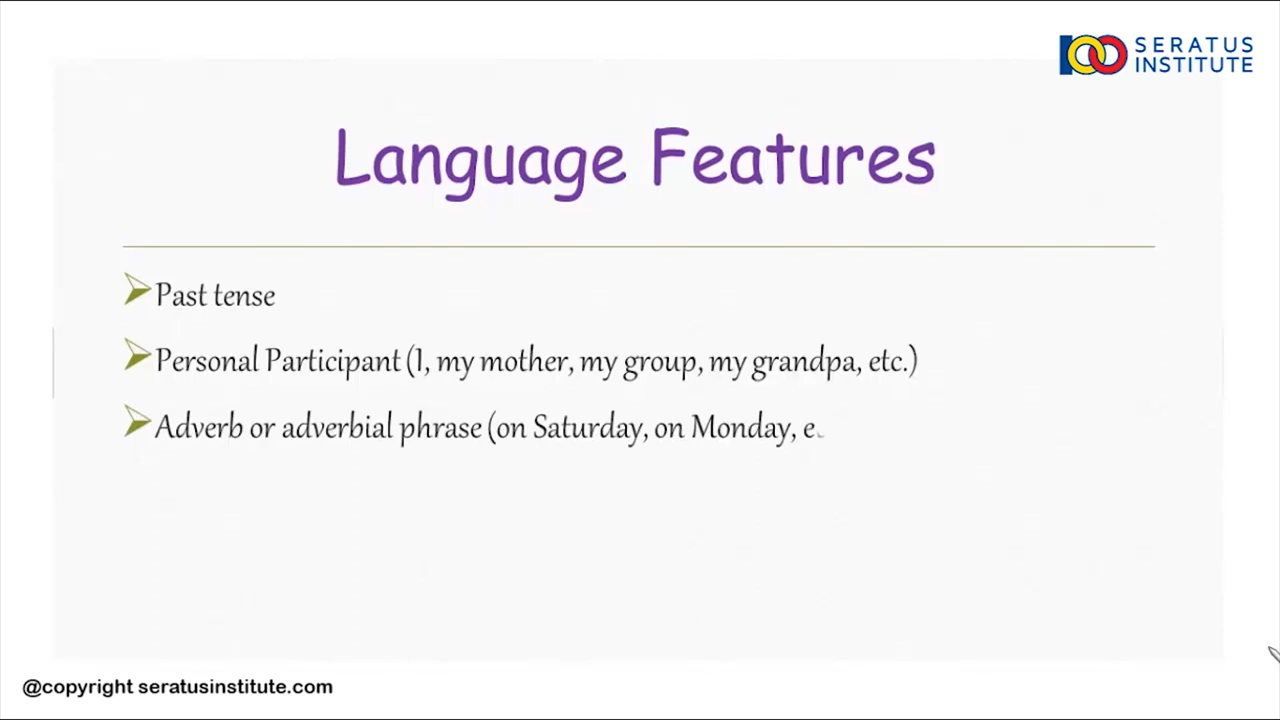 SERATUS
INSTITUTE
Language Features
Past tense
Personal Participant (I, my mother, my group, my grandpa, etc.)
Adverb or adverbial phrase (on Saturday, on Monday,
@copyright seratusinstitute.com